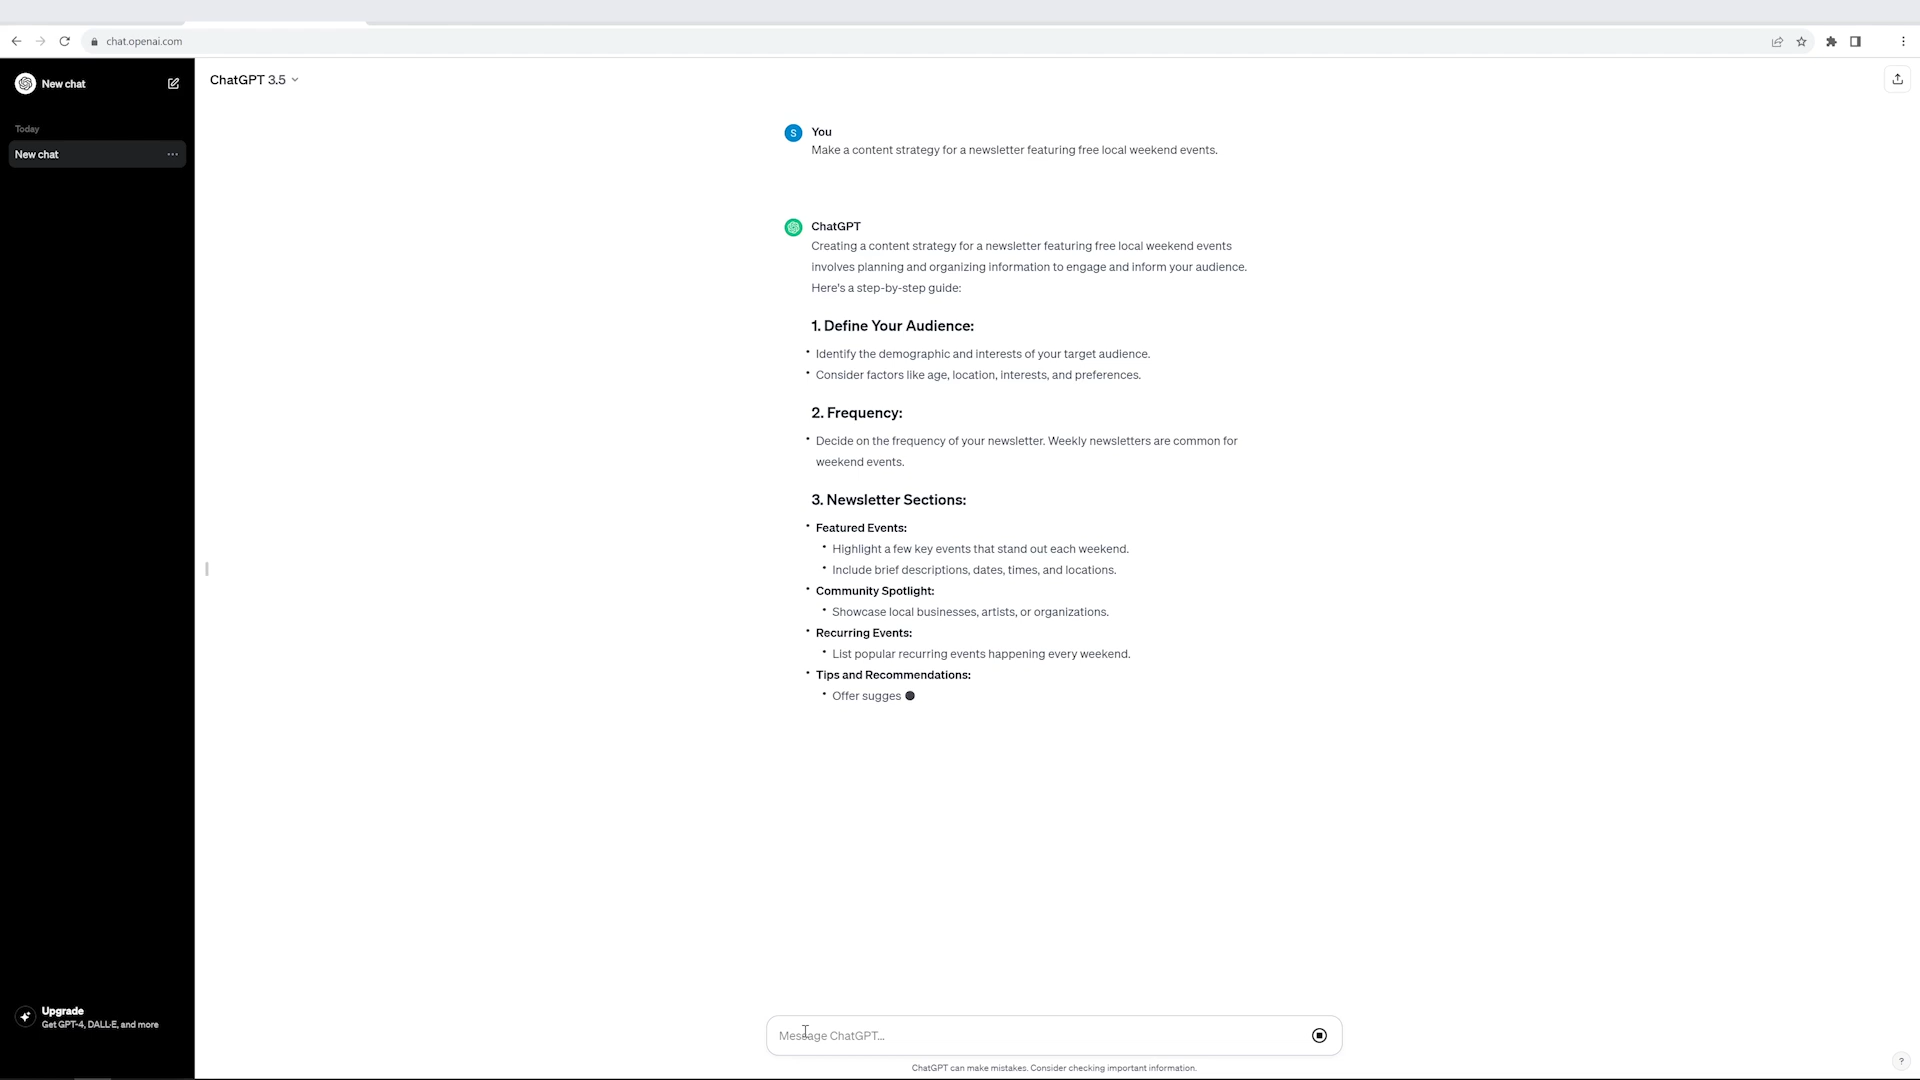 chat.openai.com
New chat
Today
New chat
Upgrade
Get GPT-4, DALL·E, and more
ChatGPT 3.5
S
You
Make a content strategy for a newsletter featuring free local weekend events.
ChatGPT
Creating a content strategy for a newsletter featuring free local weekend events
involves planning and organizing information to engage and inform your audience.
Here's a step-by-step guide:
1. Define Your Audience:
• Identify the demographic and interests of your target audience.
• Consider factors like age, location, interests, and preferences.
2. Frequency:
• Decide on the frequency of your newsletter. Weekly newsletters are common for
weekend events.
3. Newsletter Sections:
• Featured Events:
• Highlight a few key events that stand out each weekend.
• Include brief descriptions, dates, times, and locations.
• Community Spotlight:
• Showcase local businesses, artists, or organizations.
• Recurring Events:
• List popular recurring events happening every weekend.
• Tips and Recommendations:
• Offer sugges
Message ChatGPT...
ChatGPT can make mistakes. Consider checking important information.
?